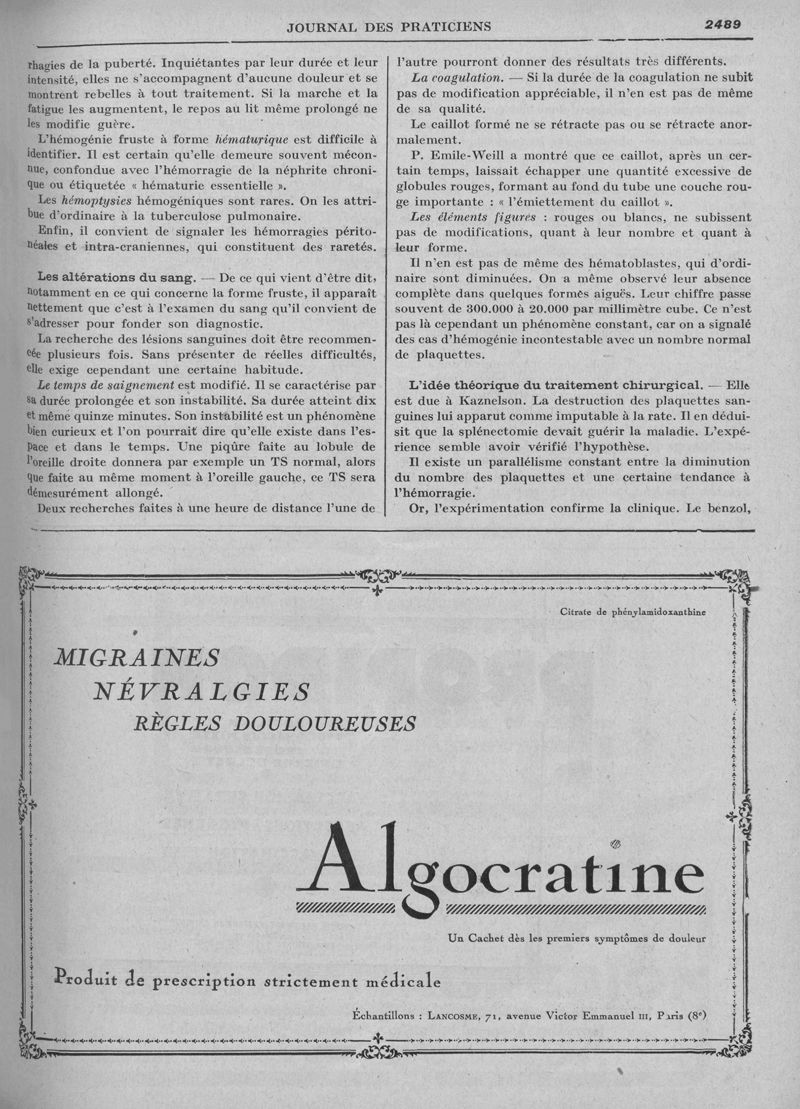 JOURNAL DES PRATICIENS
2489
rhagies de la puberté. Inquiétantes par leur durée et leur
intensité, elles ne s'accompagnent d'aucune douleur et se
montrent rebelles à tout traitement. Si la marche et la
fatigue les augmentent, le repos au lit même prolongé ne
les modifie guère.
L'hémogénie fruste à forme hématurique est difficile à
identifier. Il est certain qu'elle demeure souvent mécon-
nue, confondue avec l'hémorragie de la néphrite chroni-
que ou étiquetée « hématurie essentielle ».
Les hémoptysies hémogéniques sont rares. On les attri-
bue d'ordinaire à la tuberculose pulmonaire.
Enfin, il convient de signaler les hémorragies périto-
néales et intra-craniennes, qui constituent des raretés.
Les altérations du sang. — De ce qui vient d'être dit,
notamment en ce qui concerne la forme fruste, il apparaît
nettement que c'est à l'examen du sang qu'il convient de
s'adresser pour fonder son diagnostic.
La recherche des lésions sanguines doit être recommen-
cée plusieurs fois. Sans présenter de réelles difficultés,
elle exige cependant une certaine habitude.
Le temps de saignement est modifié. Il se caractérise par
sa durée prolongée et son instabilité. Sa durée atteint dix
et même quinze minutes. Son instabilité est un phénomène
bien curieux et l'on pourrait dire qu'elle existe dans l'es-
pace et dans le temps. Une piqûre faite au lobule de
l'oreille droite donnera par exemple un TS normal, alors
que faite au même moment à l'oreille gauche, ce TS sera
démesurément allongé.
Deux recherches faites à une heure de distance l'une de
l'autre pourront donner des résultats très différents.
La coagulation. — Si la durée de la coagulation ne subit
pas de modification appréciable, il n'en est pas de même
de sa qualité.
Le caillot formé ne se rétracte pas ou se rétracte anor-
malement.
P. Emile-Weill a montré que ce caillot, après un cer-
tain temps, laissait échapper une quantité excessive de
globules rouges, formant au fond du tube une couche rou-
ge importante : « l'émiettement du caillot ».
Les éléments figurés : rouges ou blancs, ne subissent
pas de modifications, quant à leur nombre et quant à
leur forme.
Il n'en est pas de même des hématoblastes, qui d'ordi-
naire sont diminuées. On a même observé leur absence
complète dans quelques formes aiguës. Leur chiffre passe
souvent de 300.000 à 20.000 par millimètre cube. Ce n'est
pas là cependant un phénomène constant, car on a signalé
des cas d'hémogénie incontestable avec un nombre normal
de plaquettes.
L'idée théorique du traitement chirurgical. — Elle
est due à Kaznelson. La destruction des plaquettes san-
guines lui apparut comme imputable à la rate. Il en dédui-
sit que la splénectomie devait guérir la maladie. L'expé-
rience semble avoir vérifié l'hypothèse.
Il existe un parallélisme constant entre la diminution
du nombre des plaquettes et une certaine tendance à
l'hémorragie.
Or, l'expérimentation confirme la clinique. Le benzol,
Citrate de phénylamidoxanthine
MIGRAINES
NÉVRALGIES
RÈGLES DOULOUREUSES
Algocratine
Un Cachet dès les premiers symptômes de douleur
Produit de prescription strictement médicale
Échantillons : LANCOSME, 71, avenue Victor Emmanuel III, Paris (8e)